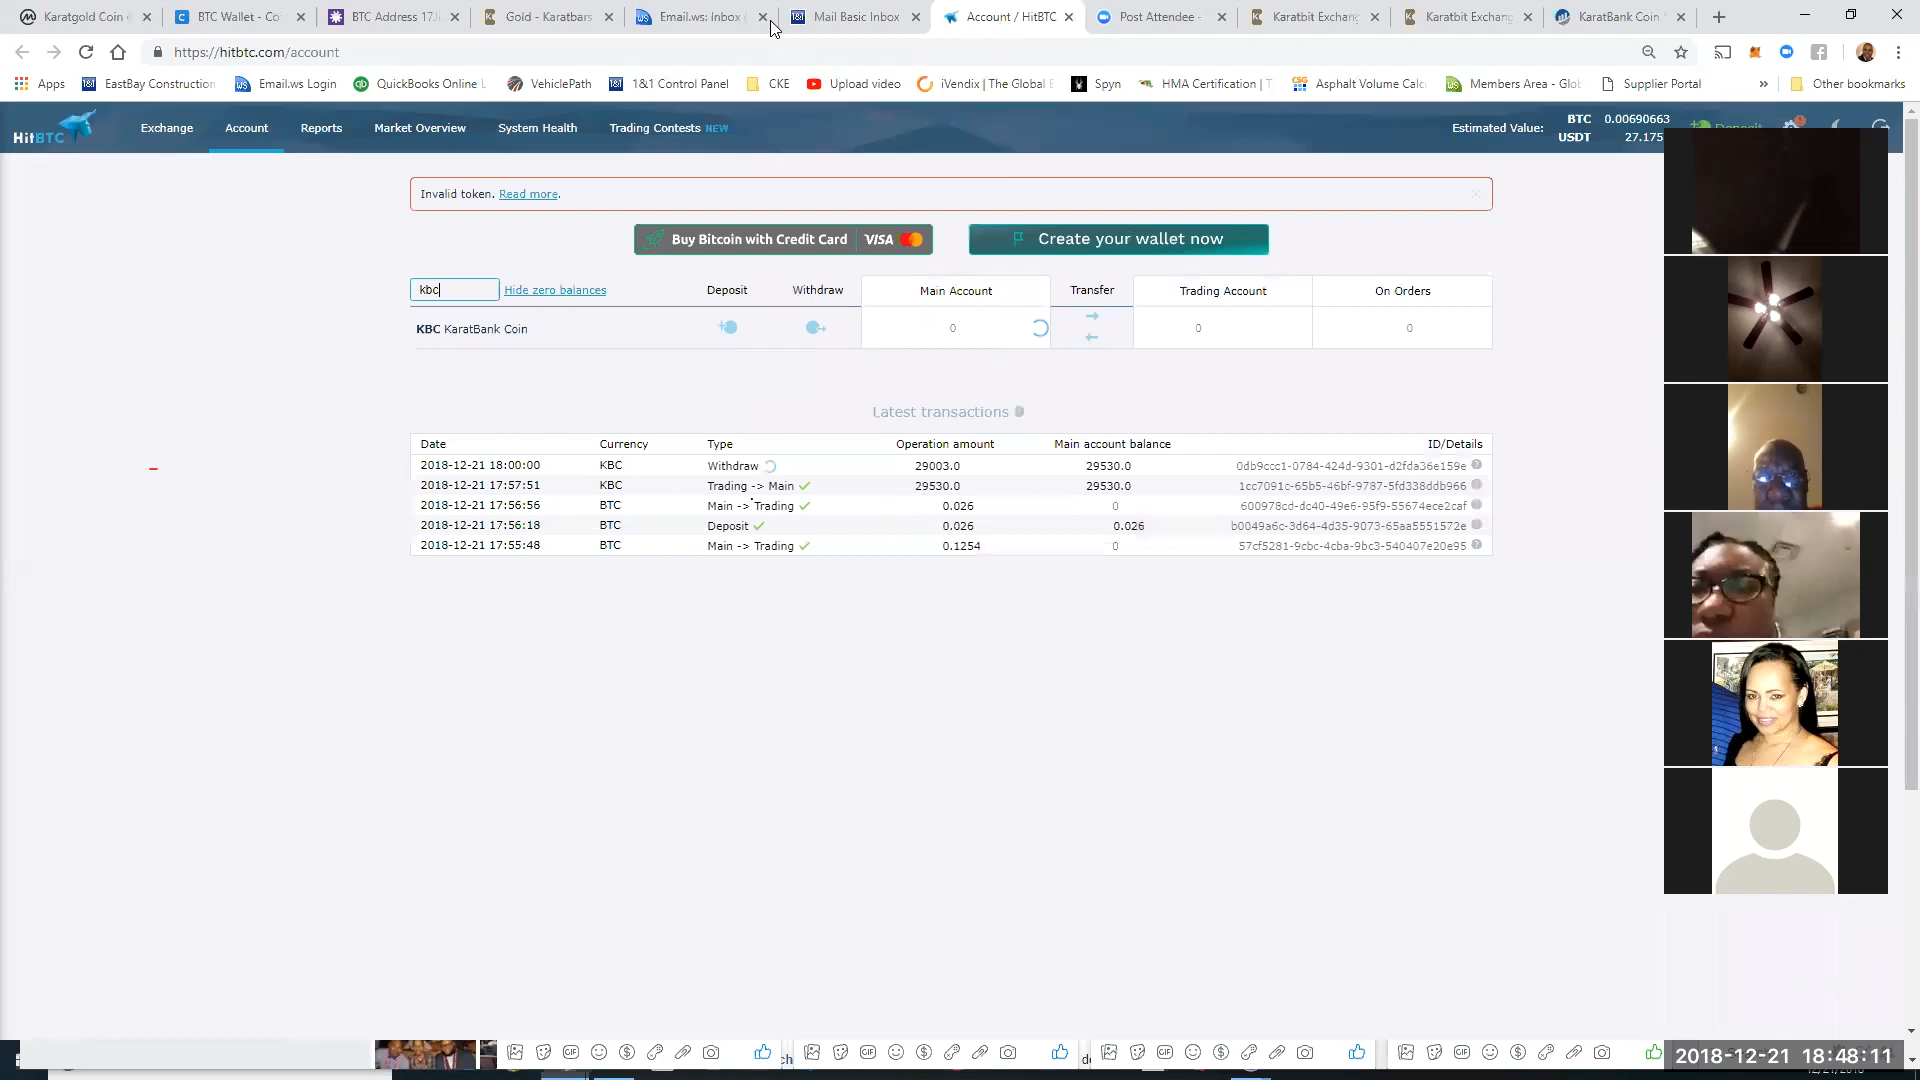 Karatgold Coin
BTC Wallet - Co
BTC Address 17J
Gold - Karatbars
Email.ws: Inbox (
Mail Basic Inbox
Account / HitBTC
Post Attendee -
Karatbit Exchang
Karatbit Exchang
KaratBank Coin
https://hitbtc.com/account
Apps
EastBay Construction
Email.ws Login
QuickBooks Online L
VehiclePath
1&1 Control Panel
CKE
Upload video
iVendix | The Global E
Spyn
HMA Certification | T
Asphalt Volume Calcu
Members Area - Glob
Supplier Portal
»
Other bookmarks
HitBTC
Exchange
Account
Reports
Market Overview
System Health
Trading Contests NEW
Estimated Value:
BTC 0.00690663
USDT 27.175
Deposit
Invalid token. Read more.
Buy Bitcoin with Credit Card VISA
Create your wallet now
kbc
Hide zero balances
Deposit
Withdraw
Main Account
Transfer
Trading Account
On Orders
KBC KaratBank Coin 0 0 0
Latest transactions
Date Currency Type Operation amount Main account balance ID/Details
2018-12-21 18:00:00 KBC Withdraw 29003.0 29530.0 0db9ccc1-0784-424d-9301-d2fda36e159e
2018-12-21 17:57:51 KBC Trading -> Main 29530.0 29530.0 1cc7091c-65b5-46bf-9787-5fd338ddb966
2018-12-21 17:56:56 BTC Main -> Trading 0.026 0 600978cd-dc40-49e6-95f9-55674ece2caf
2018-12-21 17:56:18 BTC Deposit 0.026 0.026 b0049a6c-3d64-4d35-9073-65aa5551572e
2018-12-21 17:55:48 BTC Main -> Trading 0.1254 0 57cf5281-9cbc-4cba-9bc3-540407e20e95
2018-12-21 18:48:11